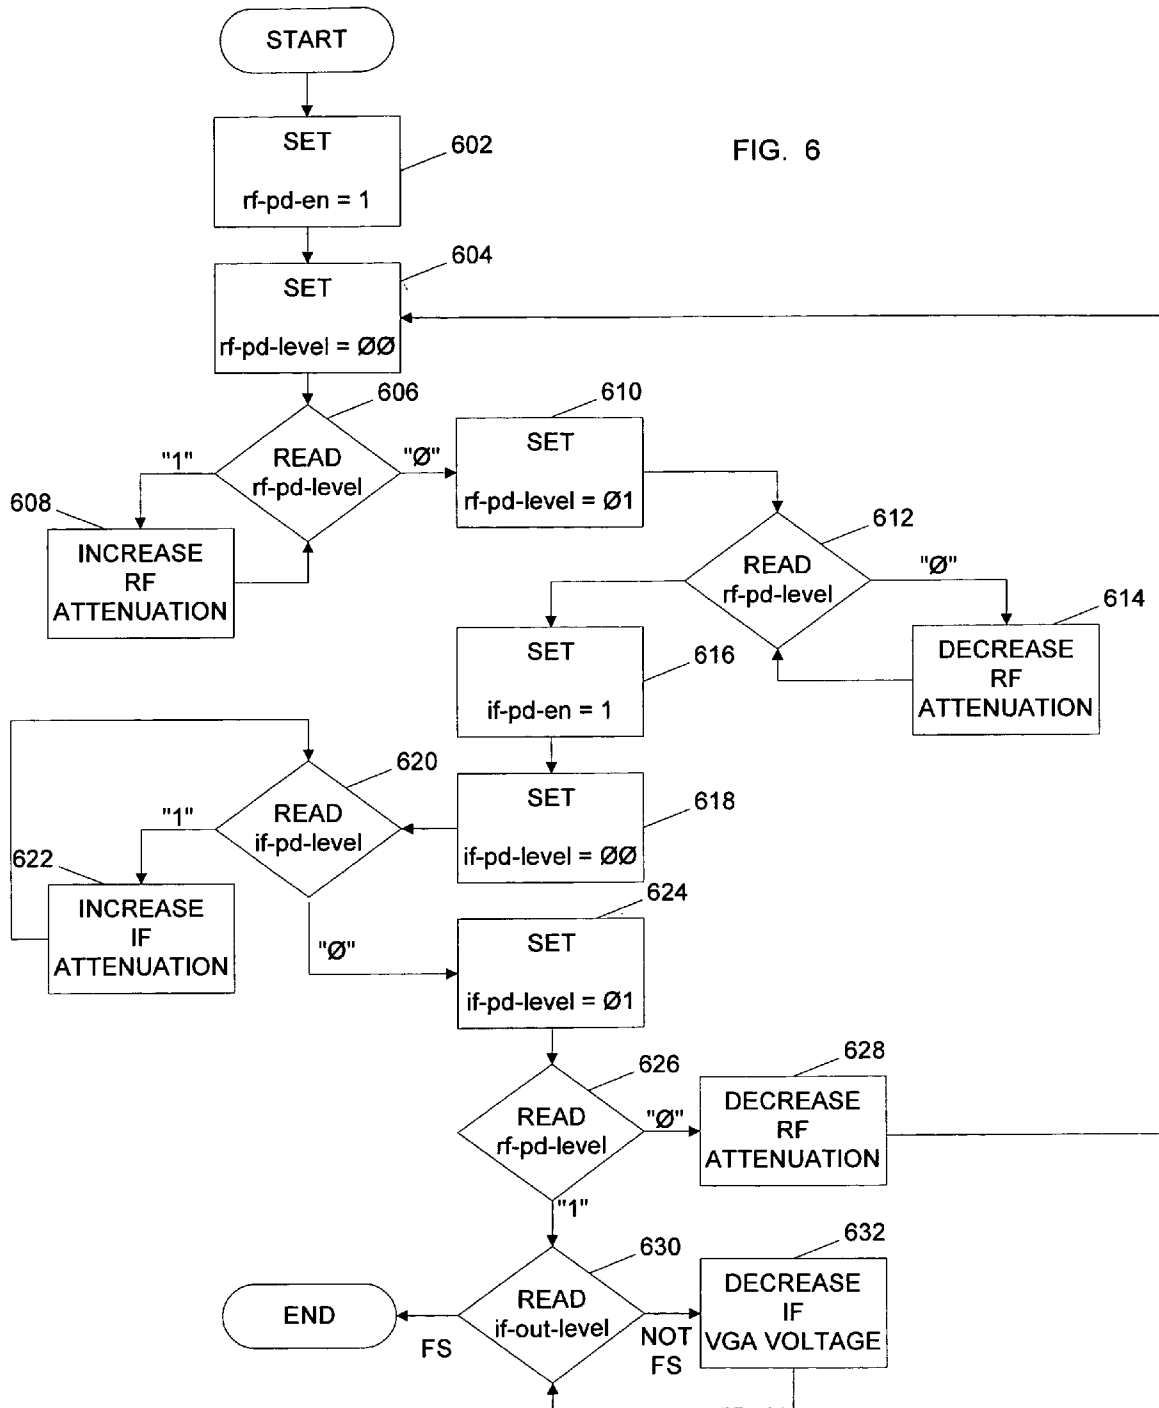 START
SET
rf-pd-en = 1
602
FIG. 6
SET
rf-pd-level = ØØ
604
READ
rf-pd-level
606
"1"
"Ø"
608
INCREASE
RF
ATTENUATION
610
SET
rf-pd-level = Ø1
612
READ
rf-pd-level
"Ø"
614
DECREASE
RF
ATTENUATION
SET
if-pd-en = 1
616
SET
if-pd-level = ØØ
618
620
READ
if-pd-level
"1"
622
INCREASE
IF
ATTENUATION
"Ø"
624
SET
if-pd-level = Ø1
626
READ
rf-pd-level
"Ø"
628
DECREASE
RF
ATTENUATION
"1"
630
READ
if-out-level
FS
END
NOT
FS
632
DECREASE
IF
VGA VOLTAGE